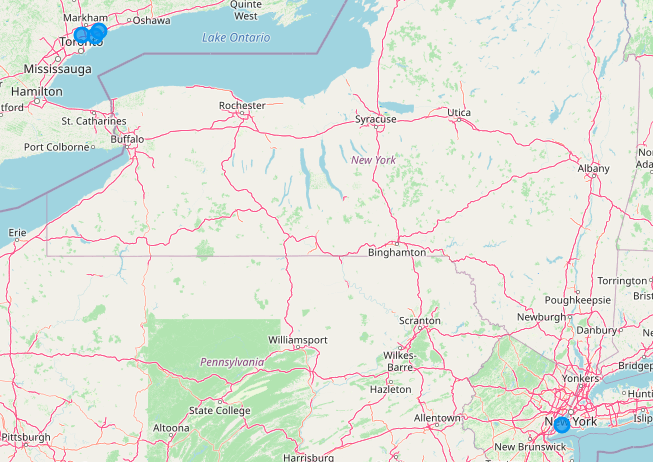 Quinte
West
Markham
Oshawa
Lake Ontario
Toronto
Mississauga
Hamilton
tford
Rochester
St. Catharines
Syracuse
Utica
Buffalo
Port Colborne
New York
Albany
Nor
Ada
Erie
Binghamton
Torrington
Brist
Poughkeepsie
Newburgh
Danbury
Ne
Scranton
Williamsport
Wilkes-
Barre
Pennsylvania
Bridgep
Yonkers
Hazleton
Hunti
State College
Allentown
New York
Islip
Altoona
Pittsburgh
New Brunswick
Harrisburg